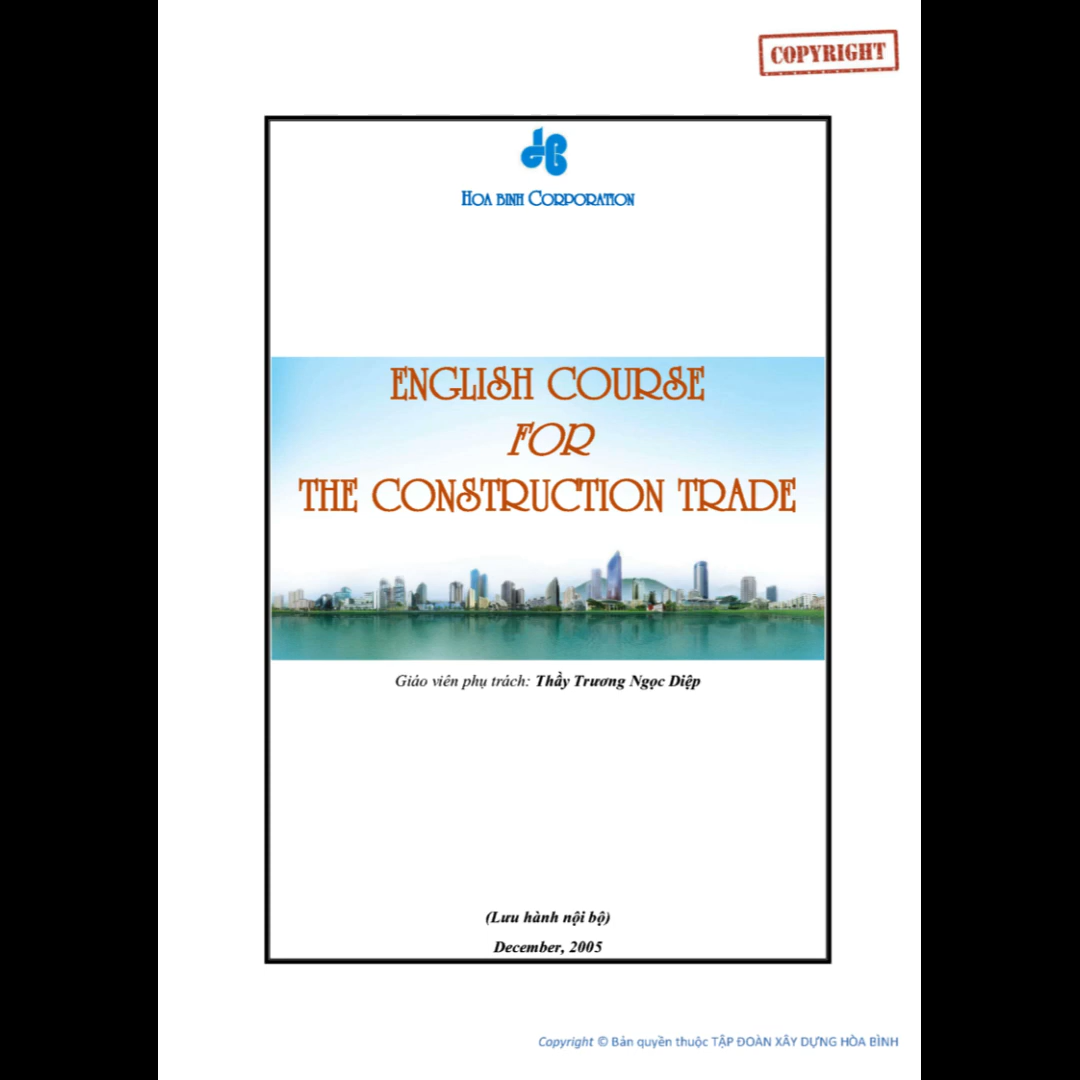 COPYRIGHT
HOA BINH CORPORATION
ENGLISH COURSE
FOR
THE CONSTRUCTION TRADE
Giáo viên phụ trách: Thầy Trương Ngọc Diệp
(Lưu hành nội bộ)
December, 2005
Copyright © Bản quyền thuộc TẬP ĐOÀN XÂY DỰNG HÒA BÌNH